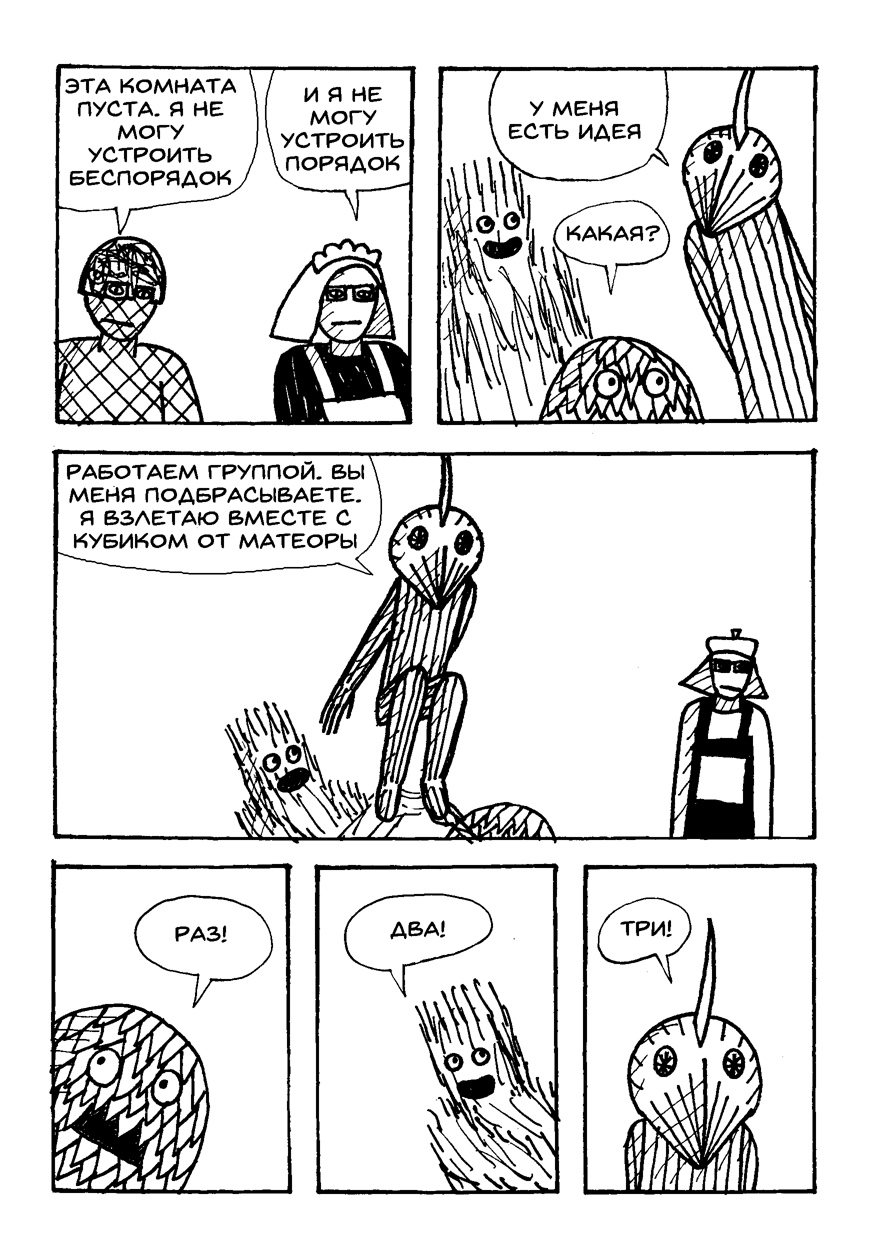 ЭТА КОМНАТА
ПУСТА. Я НЕ
МОГУ
УСТРОИТЬ
БЕСПОРЯДОК
И Я НЕ
МОГУ
УСТРОИТЬ
ПОРЯДОК
У МЕНЯ
ЕСТЬ ИДЕЯ
КАКАЯ?
РАБОТАЕМ ГРУППОЙ. ВЫ
МЕНЯ ПОДБРАСЫВАЕТЕ.
Я ВЗЛЕТАЮ ВМЕСТЕ С
КУБИКОМ ОТ МАТЕОРЫ
РАЗ!
ДВА!
ТРИ!